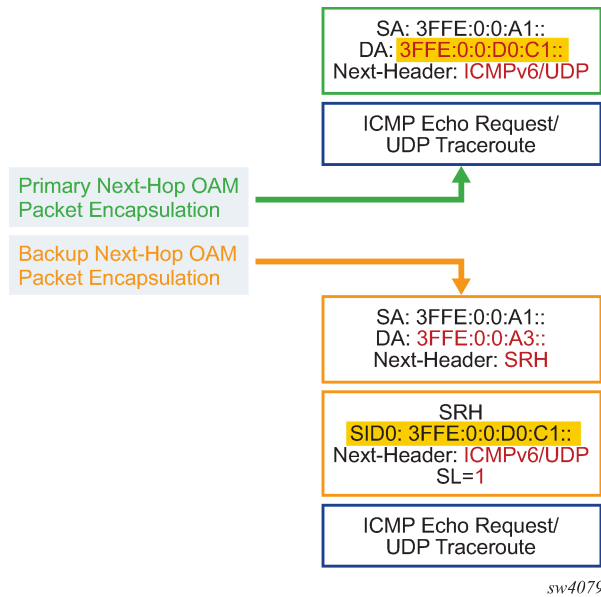 SA: 3FFE:0:0:A1::
DA: 3FFE:0:0:D0:C1::
Next-Header: ICMPv6/UDP
ICMP Echo Request/
UDP Traceroute
Primary Next-Hop OAM
Packet Encapsulation
Backup Next-Hop OAM
Packet Encapsulation
SA: 3FFE:0:0:A1::
DA: 3FFE:0:0:A3::
Next-Header: SRH
SRH
SID0: 3FFE:0:0:D0:C1::
Next-Header: ICMPv6/UDP
SL=1
ICMP Echo Request/
UDP Traceroute
sw4079